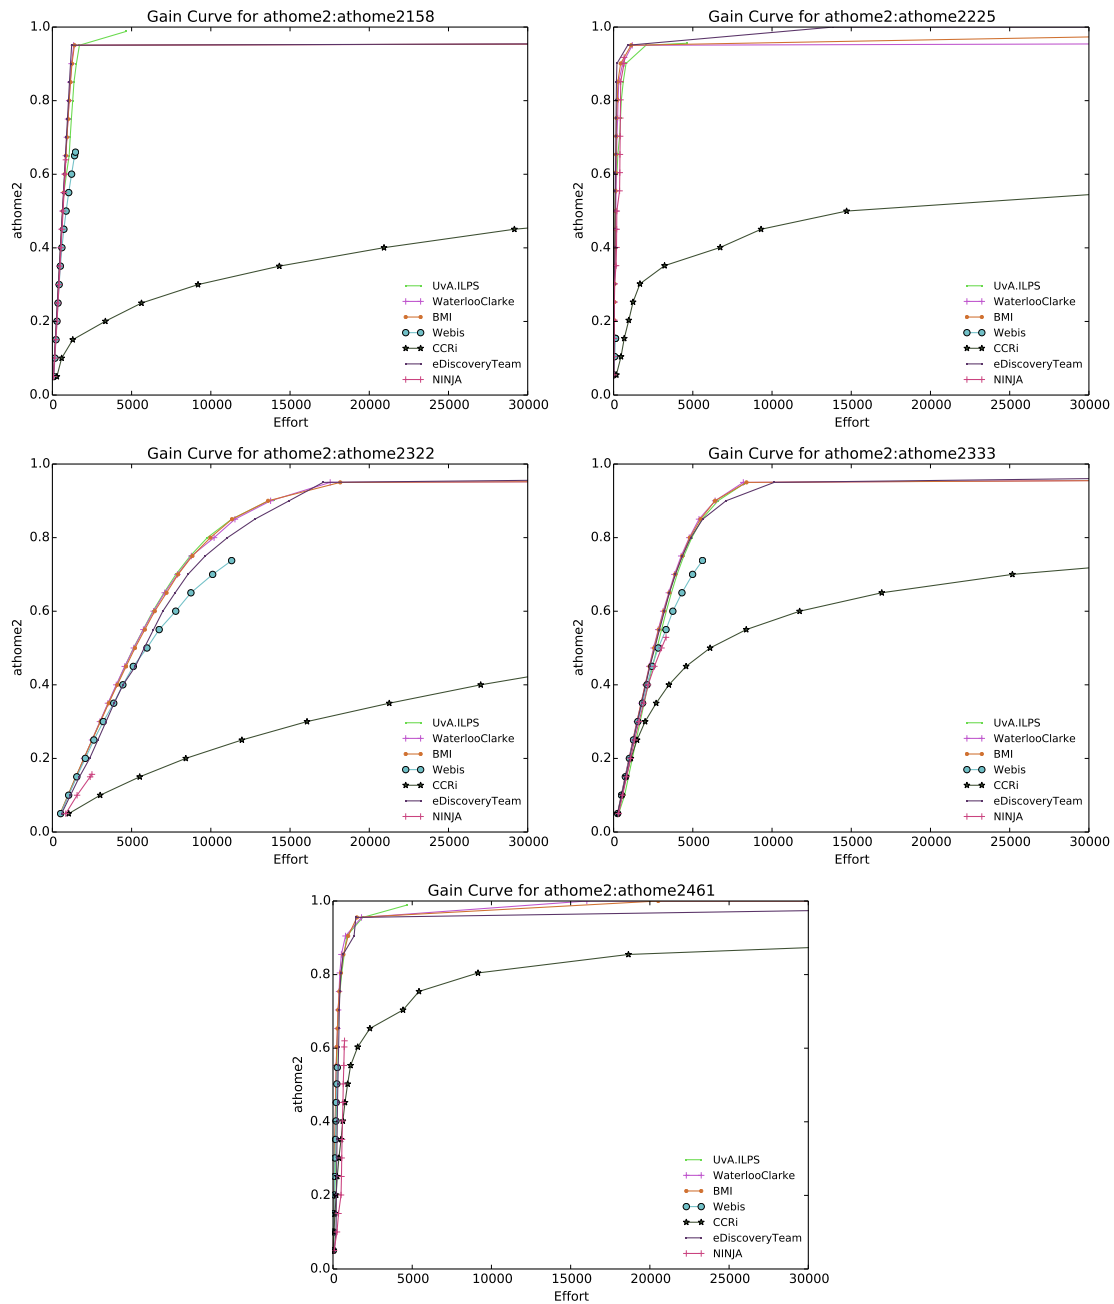 Gain Curve for athome2:athome2158
1.0
0.8
0.6
0.4
0.2
0.0
athome2
UvA.ILPS
WaterlooClarke
BMI
Webis
CCRi
eDiscoveryTeam
NINJA
0 5000 10000 15000 20000 25000 30000
Effort
Gain Curve for athome2:athome2225
1.0
0.8
0.6
0.4
0.2
0.0
athome2
UvA.ILPS
WaterlooClarke
BMI
Webis
CCRi
eDiscoveryTeam
NINJA
0 5000 10000 15000 20000 25000 30000
Effort
Gain Curve for athome2:athome2322
1.0
0.8
0.6
0.4
0.2
0.0
athome2
UvA.ILPS
WaterlooClarke
BMI
Webis
CCRi
eDiscoveryTeam
NINJA
0 5000 10000 15000 20000 25000 30000
Effort
Gain Curve for athome2:athome2333
1.0
0.8
0.6
0.4
0.2
0.0
athome2
UvA.ILPS
WaterlooClarke
BMI
Webis
CCRi
eDiscoveryTeam
NINJA
0 5000 10000 15000 20000 25000 30000
Effort
Gain Curve for athome2:athome2461
1.0
0.8
0.6
0.4
0.2
0.0
athome2
UvA.ILPS
WaterlooClarke
BMI
Webis
CCRi
eDiscoveryTeam
NINJA
0 5000 10000 15000 20000 25000 30000
Effort